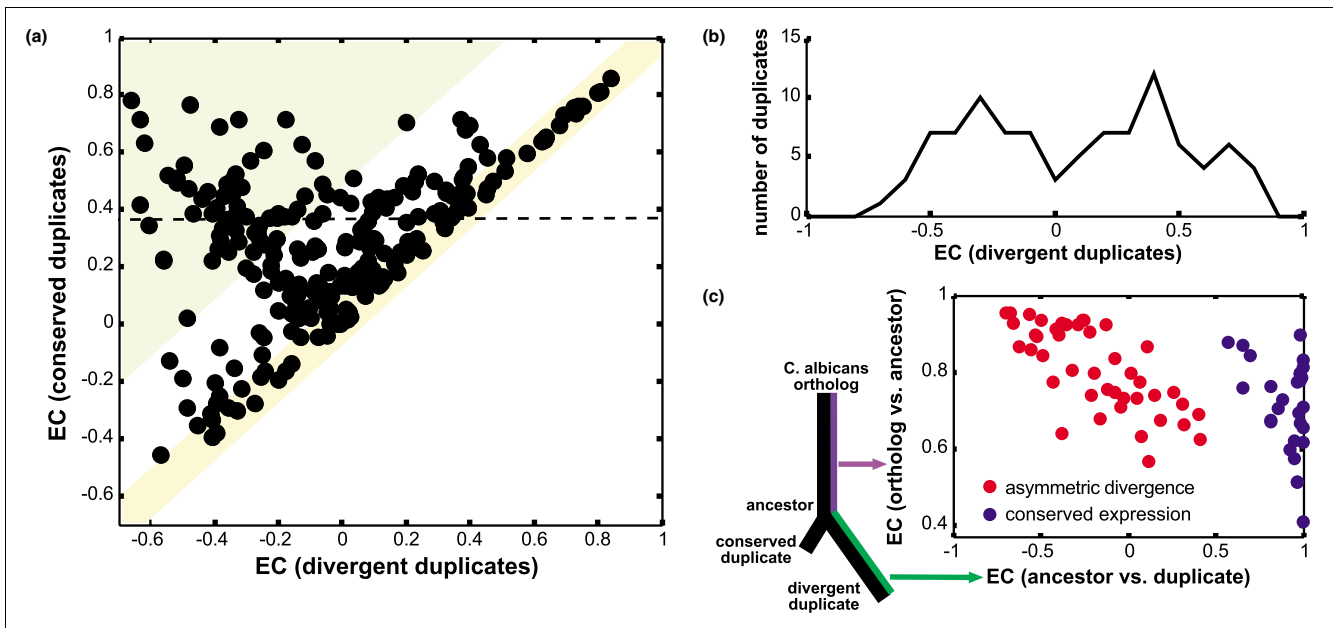 (a)
1
0.8
0.6
0.4
0.2
0
-0.2
-0.4
-0.6
EC (conserved duplicates)
-0.6 -0.4 -0.2 0 0.2 0.4 0.6 0.8 1
EC (divergent duplicates)
(b)
number of duplicates
15
10
5
0
-1 -0.5 0 0.5 1
EC (divergent duplicates)
(c)
C. albicans
ortholog
ancestor
conserved
duplicate
divergent
duplicate
EC (ortholog vs. ancestor)
1
0.8
0.6
0.4
asymmetric divergence
conserved expression
-1 -0.5 0 0.5 1
EC (ancestor vs. duplicate)